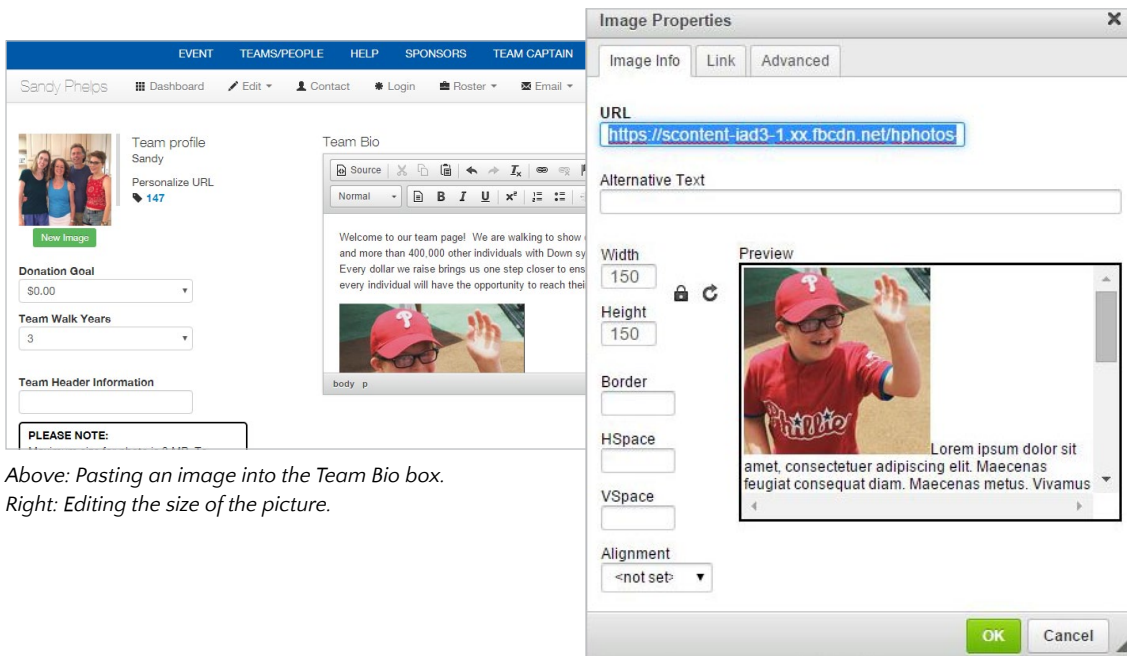 EVENT TEAMS/PEOPLE HELP SPONSORS TEAM CAPTAIN
Sandy Phelps Dashboard Edit Contact Login Roster Email
Team profile
Sandy
Personalize URL
147
New Image
Donation Goal
$0.00
Team Walk Years
3
Team Header Information
PLEASE NOTE:
Team Bio
Source
Normal B I U
Welcome to our team page! We are walking to show
and more than 400,000 other individuals with Down sy
Every dollar we raise brings us one step closer to ens
every individual will have the opportunity to reach thei
body p
Above: Pasting an image into the Team Bio box.
Right: Editing the size of the picture.
Image Properties
Image Info Link Advanced
URL
https://scontent-iad3-1.xx.fbcdn.net/hphotos-
Alternative Text
Width
150
Height
150
Border
HSpace
VSpace
Alignment
<not set>
Preview
P
Phillies
Lorem ipsum dolor sit
amet, consectetuer adipiscing elit. Maecenas
feugiat consequat diam. Maecenas metus. Vivamus
OK Cancel